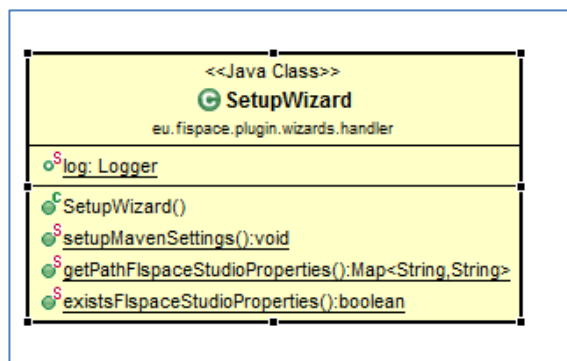 <<Java Class>>
C SetupWizard
eu.fispace.plugin.wizards.handler
S log: Logger
C SetupWizard()
S setupMavenSettings():void
S getPathFIspaceStudioProperties():Map<String,String>
S existsFIspaceStudioProperties():boolean